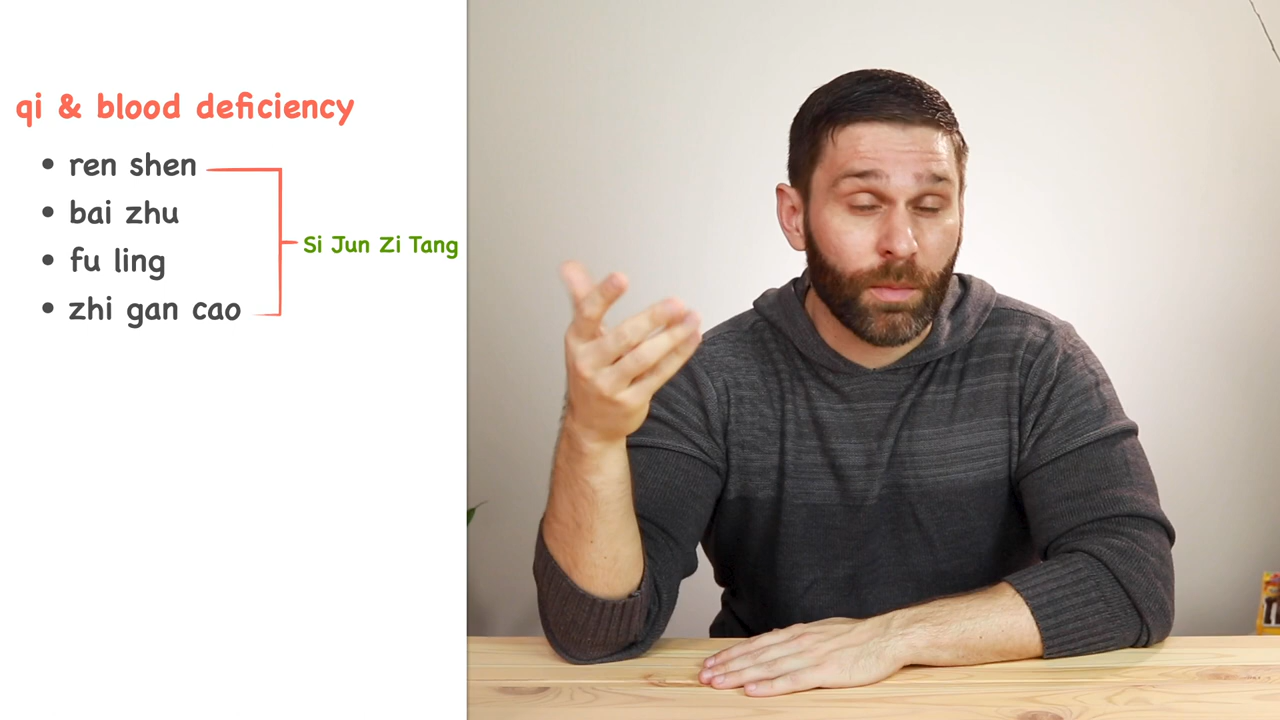 qi & blood deficiency
• ren shen
• bai zhu
• fu ling
• zhi gan cao
Si Jun Zi Tang